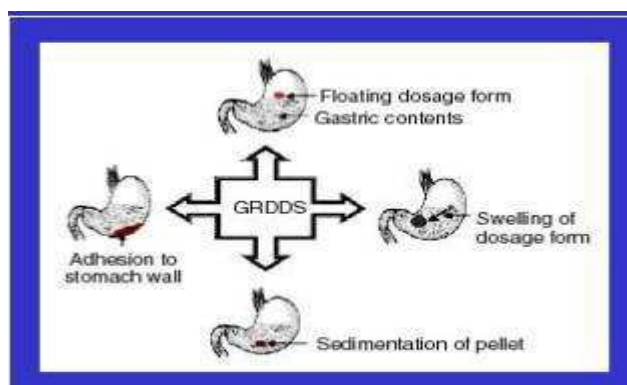 Floating dosage form
Gastric contents
GRDDS
Adhesion to
stomach wall
Swelling of
dosage form
Sedimentation of pellet